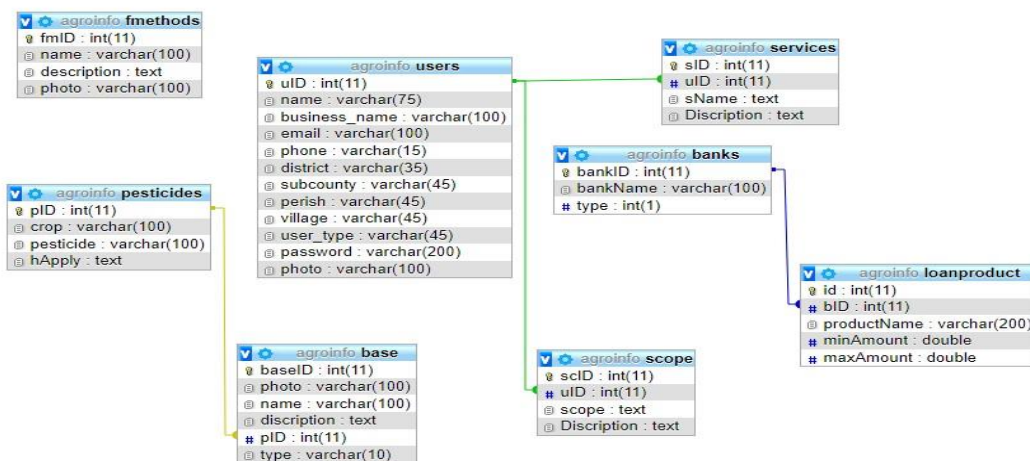 agroinfo fmethods
fmID : int(11)
name : varchar(100)
description : text
photo : varchar(100)
agroinfo users
uID : int(11)
name : varchar(75)
business_name : varchar(100)
email : varchar(100)
phone : varchar(15)
district : varchar(35)
subcounty : varchar(45)
perish : varchar(45)
village : varchar(45)
user_type : varchar(45)
password : varchar(200)
photo : varchar(100)
agroinfo services
sID : int(11)
# uID : int(11)
sName : text
Discription : text
agroinfo banks
bankID : int(11)
bankName : varchar(100)
# type : int(1)
agroinfo pesticides
pID : int(11)
crop : varchar(100)
pesticide : varchar(100)
hApply : text
agroinfo loanproduct
id : int(11)
# bID : int(11)
productName : varchar(200)
# minAmount : double
# maxAmount : double
agroinfo base
baseID : int(11)
photo : varchar(100)
name : varchar(100)
discription : text
# pID : int(11)
type : varchar(10)
agroinfo scope
scID : int(11)
# uID : int(11)
scope : text
Discription : text